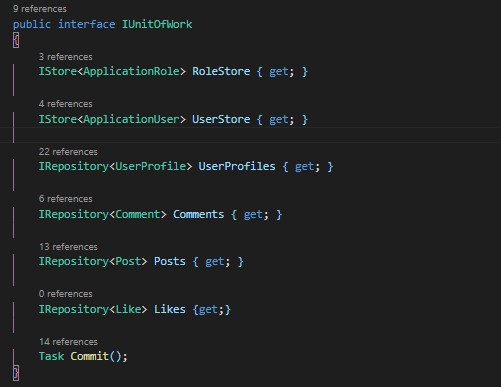 9 references
public interface IUnitOfWork
{
3 references
IStore<ApplicationRole> RoleStore { get; }
4 references
IStore<ApplicationUser> UserStore { get; }
22 references
IRepository<UserProfile> UserProfiles { get; }
6 references
IRepository<Comment> Comments { get; }
13 references
IRepository<Post> Posts { get; }
0 references
IRepository<Like> Likes {get;}
14 references
Task Commit();
}